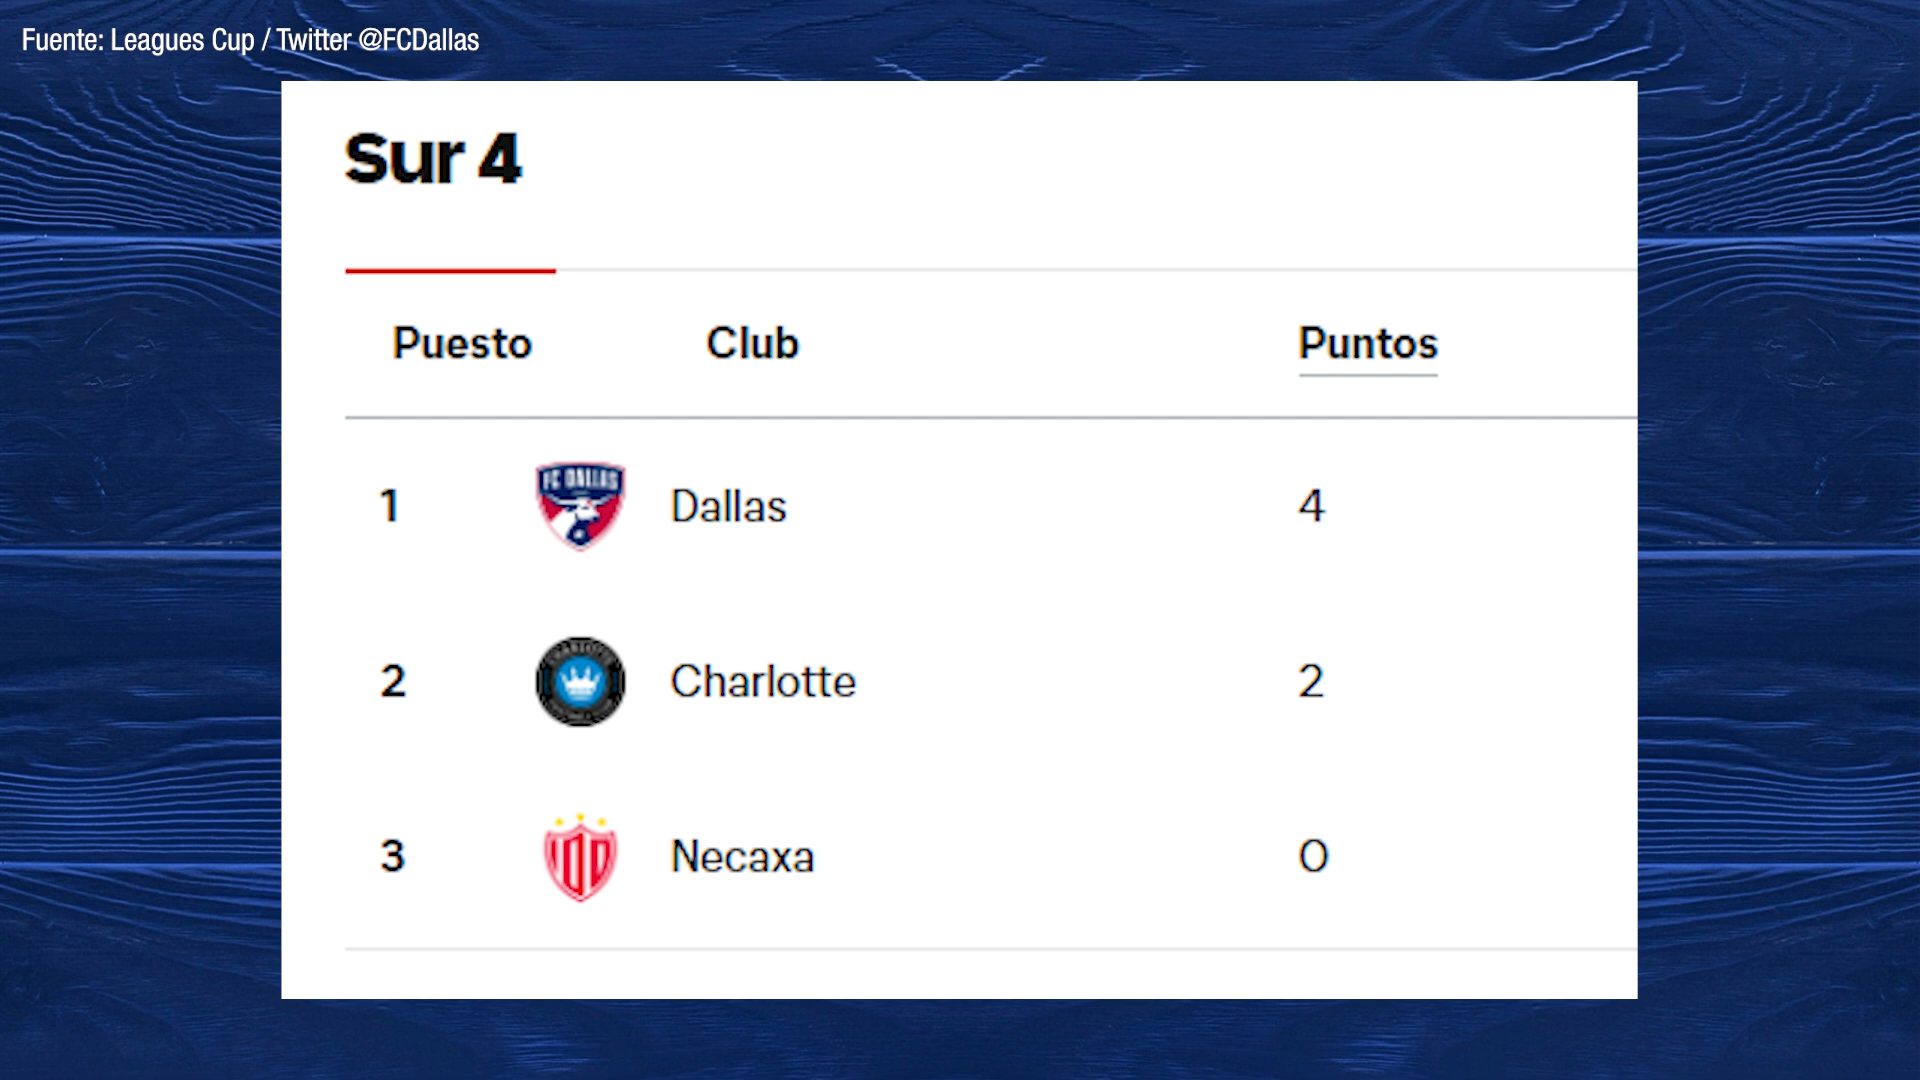 Fuente: Leagues Cup / Twitter @FCDallas
Sur 4
Puesto Club Puntos
1 FC DALLAS Dallas 4
2 CHARLOTTE Charlotte 2
3 Necaxa 0